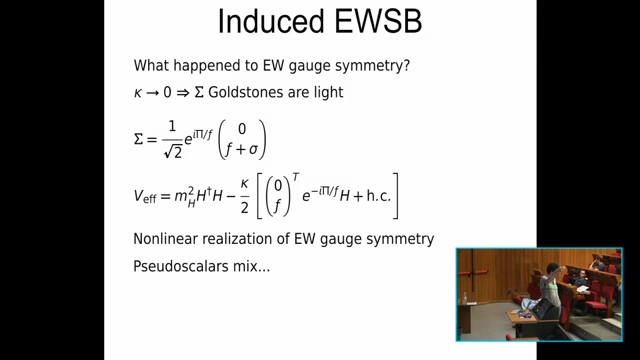 Induced EWSB
What happened to EW gauge symmetry?
κ → 0 ⇒ Σ Goldstones are light
Σ = 1/√2 e^{iΠ/f} (0 f + σ)
V_eff = m_H^2 H†H − κ/2 [(0 f)^T e^{−iΠ/f} H + h.c.]
Nonlinear realization of EW gauge symmetry
Pseudoscalars mix...